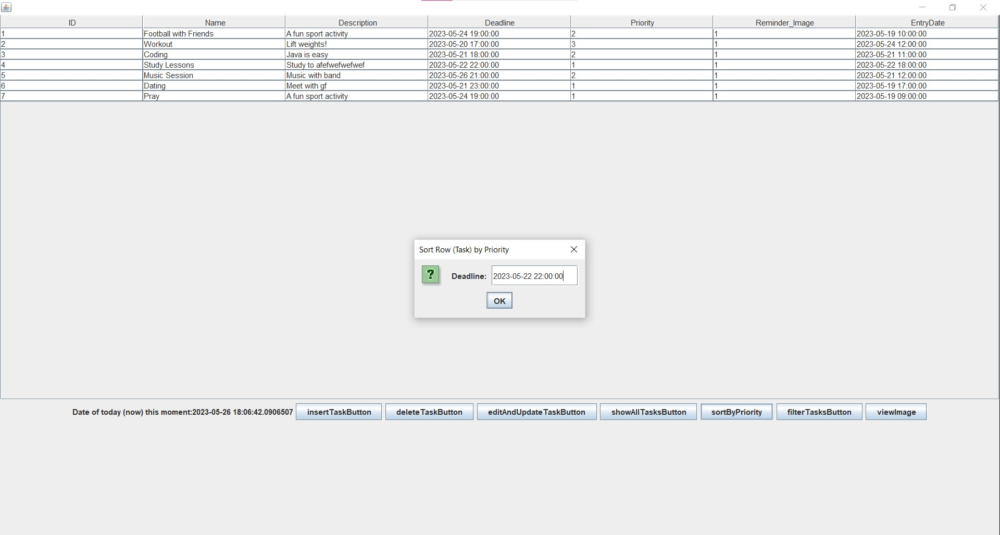 ID Name Description Deadline Priority Reminder_Image EntryDate
1 Football with Friends A fun sport activity 2023-05-24 19:00:00 2 1 2023-05-19 10:00:00
2 Workout Lift weights! 2023-05-20 17:00:00 3 1 2023-05-24 12:00:00
3 Coding Java is easy 2023-05-21 18:00:00 2 1 2023-05-21 11:00:00
4 Study Lessons Study to afefwefwefwef 2023-05-22 22:00:00 1 1 2023-05-22 18:00:00
5 Music Session Music with band 2023-05-26 21:00:00 2 1 2023-05-21 12:00:00
6 Dating Meet with gf 2023-05-21 23:00:00 1 1 2023-05-19 17:00:00
7 Pray A fun sport activity 2023-05-24 19:00:00 1 1 2023-05-19 09:00:00
Sort Row (Task) by Priority
? Deadline: 2023-05-22 22:00:00
OK
Date of today (now) this moment:2023-05-26 18:06:42.0906507 insertTaskButton deleteTaskButton editAndUpdateTaskButton showAllTasksButton sortByPriority filterTasksButton viewImage